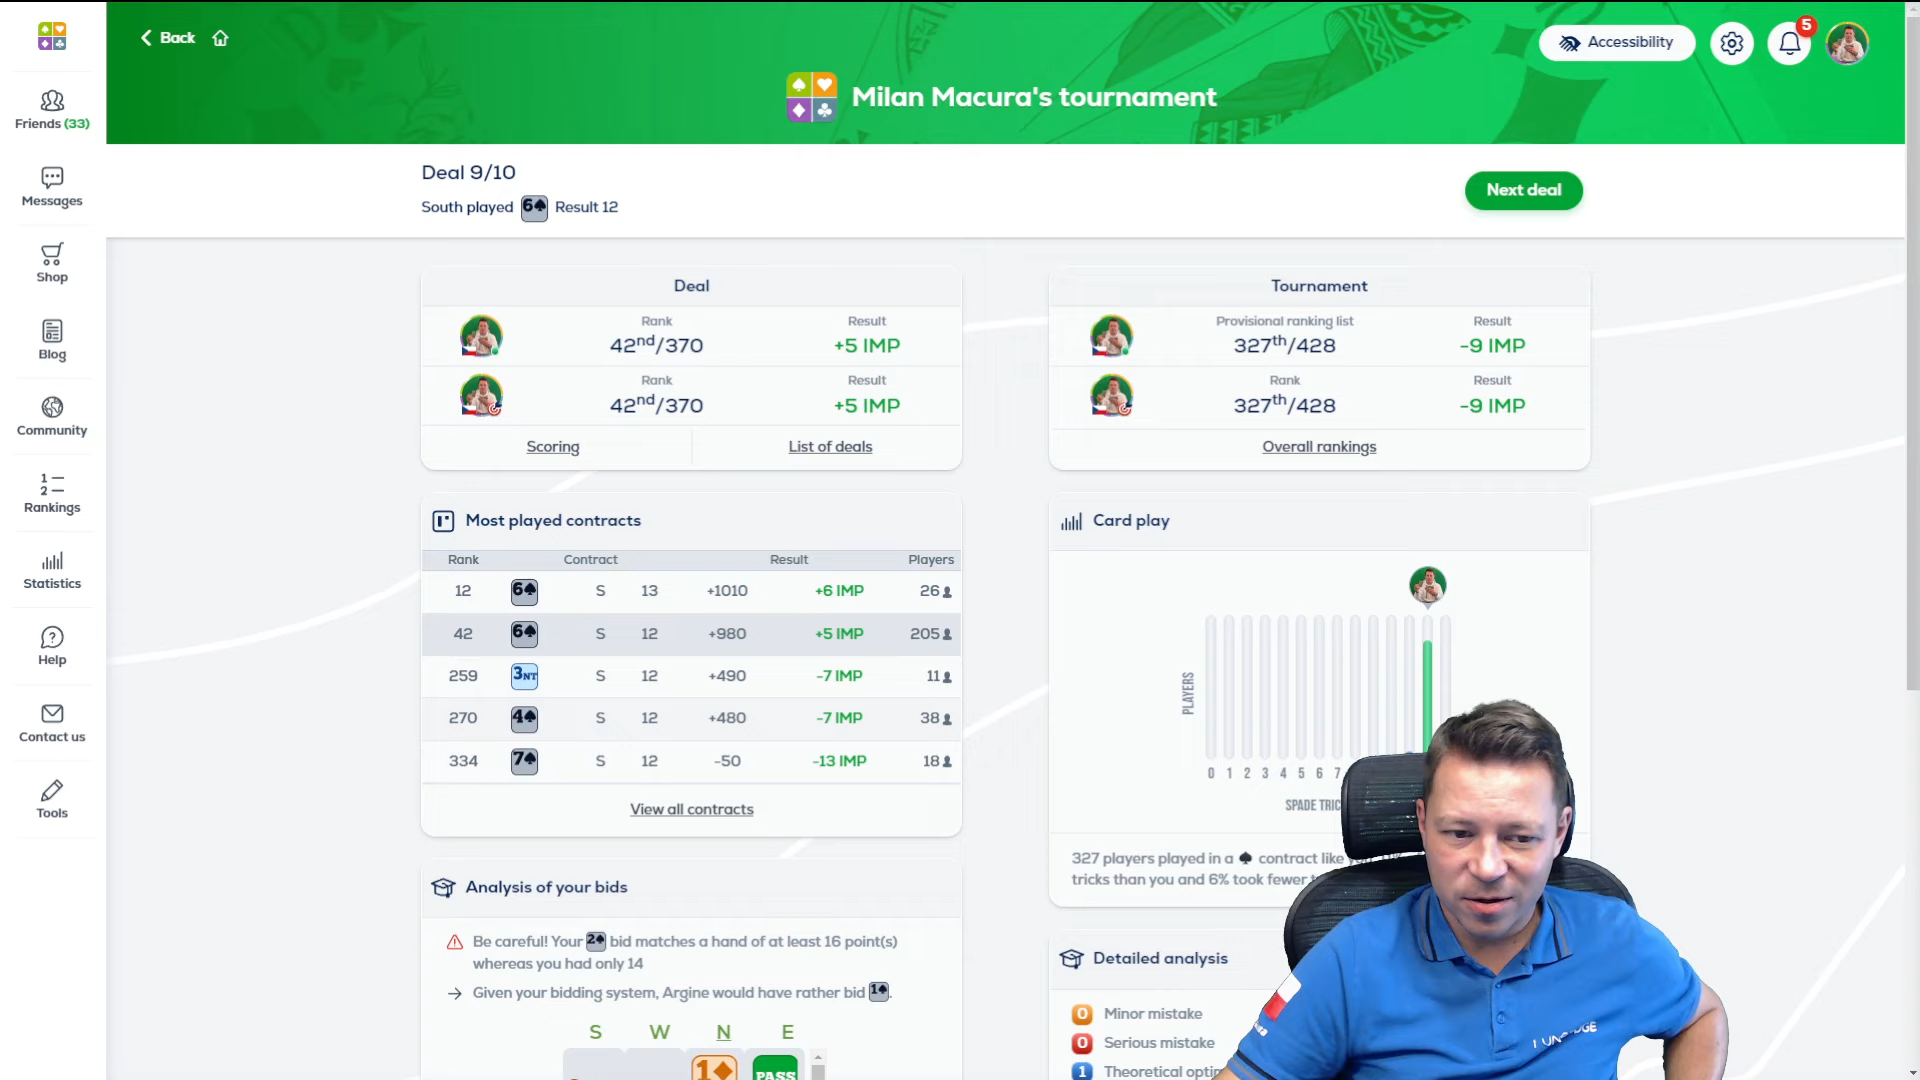 Back
Accessibility
5
Milan Macura's tournament
Friends (33)
Messages
Shop
Blog
Community
Rankings
Statistics
Help
Contact us
Tools
Deal 9/10
South played 6♠ Result 12
Next deal
Deal
Rank Result
42nd/370 +5 IMP
Rank Result
42nd/370 +5 IMP
Scoring List of deals
Tournament
Provisional ranking list Result
327th/428 -9 IMP
Rank Result
327th/428 -9 IMP
Overall rankings
Most played contracts
Rank Contract Result Players
12 6♠ S 13 +1010 +6 IMP 26
42 6♠ S 12 +980 +5 IMP 205
259 3NT S 12 +490 -7 IMP 11
270 4♠ S 12 +480 -7 IMP 38
334 7♠ S 12 -50 -13 IMP 18
View all contracts
Card play
PLAYERS
0 1 2 3 4 5 6 7
SPADE
327 players played in a ♠ contract like
tricks than you and 6% took fewer
Analysis of your bids
Be careful! Your 2♠ bid matches a hand of at least 16 point(s)
whereas you had only 14
→ Given your bidding system, Argine would have rather bid 1♠.
S W N E
1♦ PASS
Detailed analysis
0 Minor mistake
0 Serious mistake
1 Theoretical